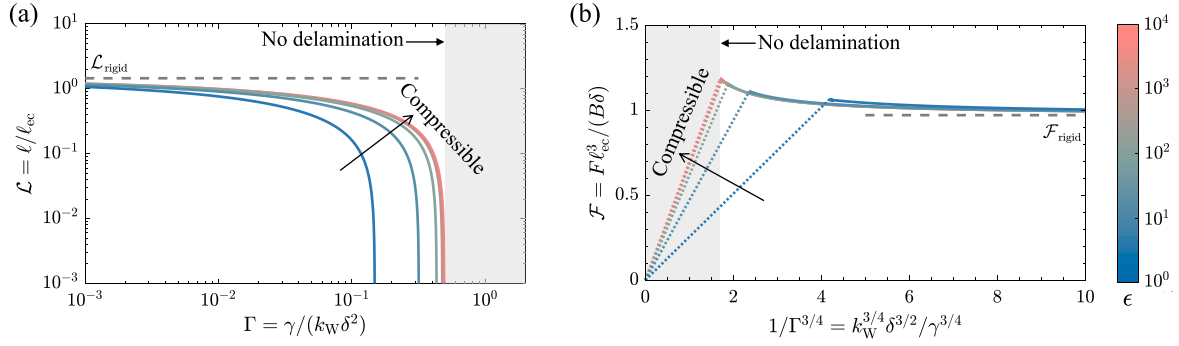 (a)
10^1
10^0
10^-1
10^-2
10^-3
10^-3
10^-2
10^-1
10^0
ℒ = ℓ/ℓ_ec
Γ = γ/(k_W δ^2)
No delamination
ℒ_rigid
Compressible
(b)
1.5
1
0.5
0
0
2
4
6
8
10
ℱ = Fℓ_ec^3/(Bδ)
1/Γ^3/4 = k_W^3/4 δ^3/2/γ^3/4
No delamination
Compressible
ℱ_rigid
10^4
10^3
10^2
10^1
10^0
ϵ